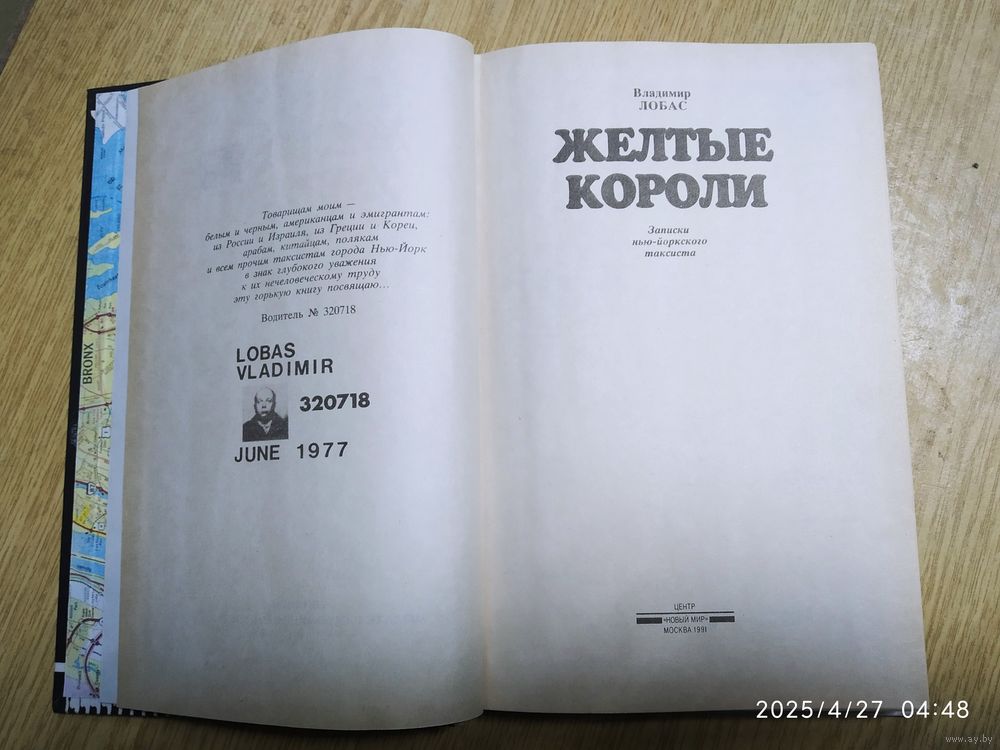 Товарищам моим —
белым и черным, американцам и эмигрантам:
из России и Израиля, из Греции и Кореи,
арабам, китайцам, полякам
и всем прочим таксистам города Нью-Йорк
в знак глубокого уважения
к их нечеловеческому труду
эту горькую книгу посвящаю...
Водитель № 320718
LOBAS
VLADIMIR
320718
JUNE 1977
BRONX
Владимир
ЛОБАС
ЖЕЛТЫЕ
КОРОЛИ
Записки
нью-йоркского
таксиста
ЦЕНТР
«НОВЫЙ МИР»
МОСКВА 1991
2025/4/27 04:48
www.ay.by